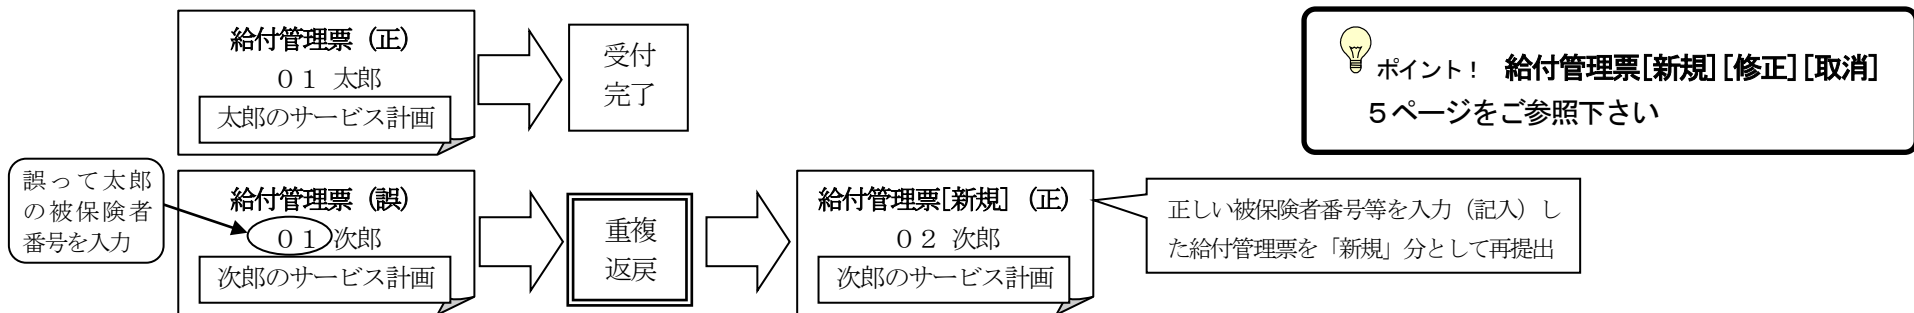 給付管理票（正）
０１ 太郎
太郎のサービス計画
受付
完了
ポイント！ 給付管理票[新規][修正][取消]
５ページをご参照下さい
誤って太郎
の被保険者
番号を入力
給付管理票（誤）
０１ 次郎
次郎のサービス計画
重複
返戻
給付管理票[新規]（正）
０２ 次郎
次郎のサービス計画
正しい被保険者番号等を入力（記入）し
た給付管理票を「新規」分として再提出